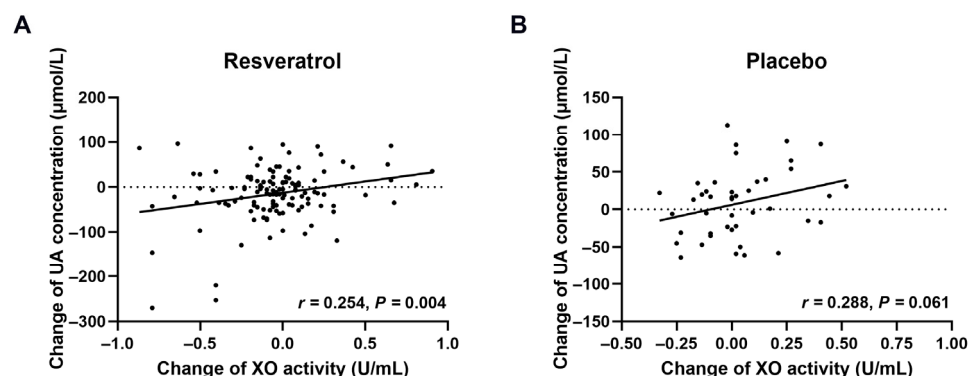 A
Resveratrol
Change of UA concentration (μmol/L)
200
100
0
–100
–200
–300
–1.0
–0.5
0.0
0.5
1.0
r = 0.254, P = 0.004
Change of XO activity (U/mL)
B
Placebo
Change of UA concentration (μmol/L)
150
100
50
0
–50
–100
–150
–0.50
–0.25
0.00
0.25
0.50
0.75
1.00
r = 0.288, P = 0.061
Change of XO activity (U/mL)